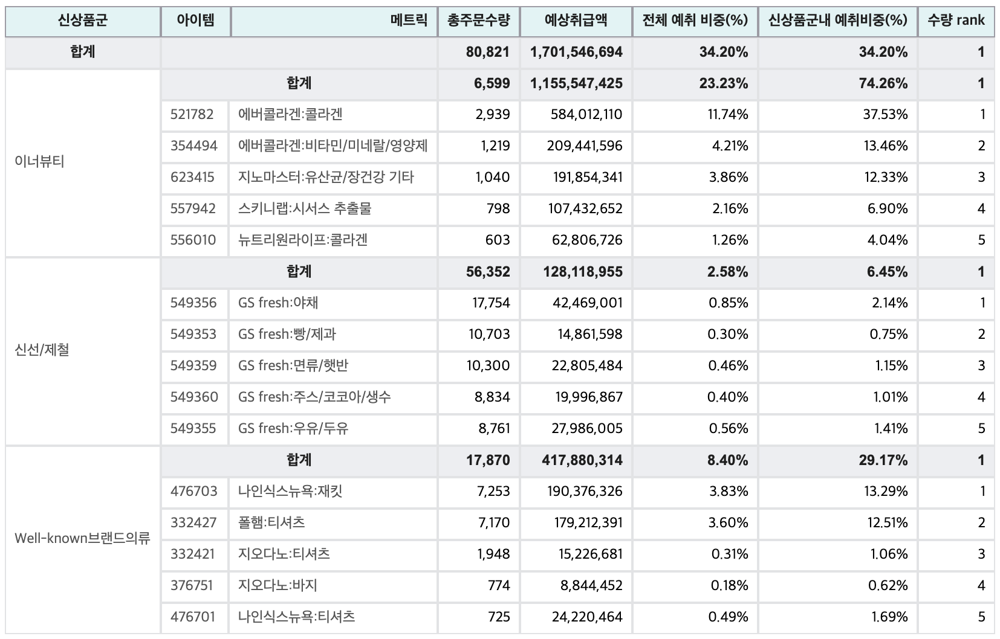 신상품군 아이템 메트릭 총주문수량 예상취급액 전체 예취 비중(%) 신상품군내 예취비중(%) 수량 rank
합계 80,821 1,701,546,694 34.20% 34.20% 1
이너뷰티 합계 6,599 1,155,547,425 23.23% 74.26% 1
521782 에버콜라겐:콜라겐 2,939 584,012,110 11.74% 37.53% 1
354494 에버콜라겐:비타민/미네랄/영양제 1,219 209,441,596 4.21% 13.46% 2
623415 지노마스터:유산균/장건강 기타 1,040 191,854,341 3.86% 12.33% 3
557942 스키니랩:시서스 추출물 798 107,432,652 2.16% 6.90% 4
556010 뉴트리원라이프:콜라겐 603 62,806,726 1.26% 4.04% 5
신선/제철 합계 56,352 128,118,955 2.58% 6.45% 1
549356 GS fresh:야채 17,754 42,469,001 0.85% 2.14% 1
549353 GS fresh:빵/제과 10,703 14,861,598 0.30% 0.75% 2
549359 GS fresh:면류/햇반 10,300 22,805,484 0.46% 1.15% 3
549360 GS fresh:주스/코코아/생수 8,834 19,996,867 0.40% 1.01% 4
549355 GS fresh:우유/두유 8,761 27,986,005 0.56% 1.41% 5
Well-known브랜드의류 합계 17,870 417,880,314 8.40% 29.17% 1
476703 나인식스뉴욕:재킷 7,253 190,376,326 3.83% 13.29% 1
332427 폴햄:티셔츠 7,170 179,212,391 3.60% 12.51% 2
332421 지오다노:티셔츠 1,948 15,226,681 0.31% 1.06% 3
376751 지오다노:바지 774 8,844,452 0.18% 0.62% 4
476701 나인식스뉴욕:티셔츠 725 24,220,464 0.49% 1.69% 5